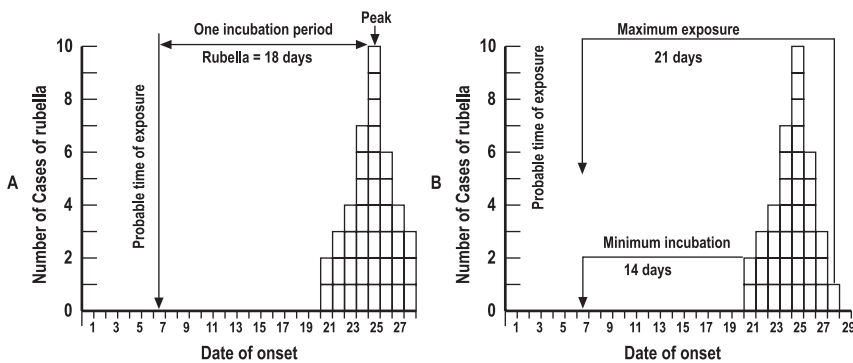 Peak
One incubation period
Rubella = 18 days
10
8
6
4
2
0
Number of Cases of rubella
A
Probable time of exposure
1 3 5 7 9 11 13 15 17 19 21 23 25 27
Date of onset
Maximum exposure
21 days
10
8
6
4
2
0
Number of Cases of rubella
B
Probable time of exposure
Minimum incubation
14 days
1 3 5 7 9 11 13 15 17 19 21 23 25 27 29
Date of onset